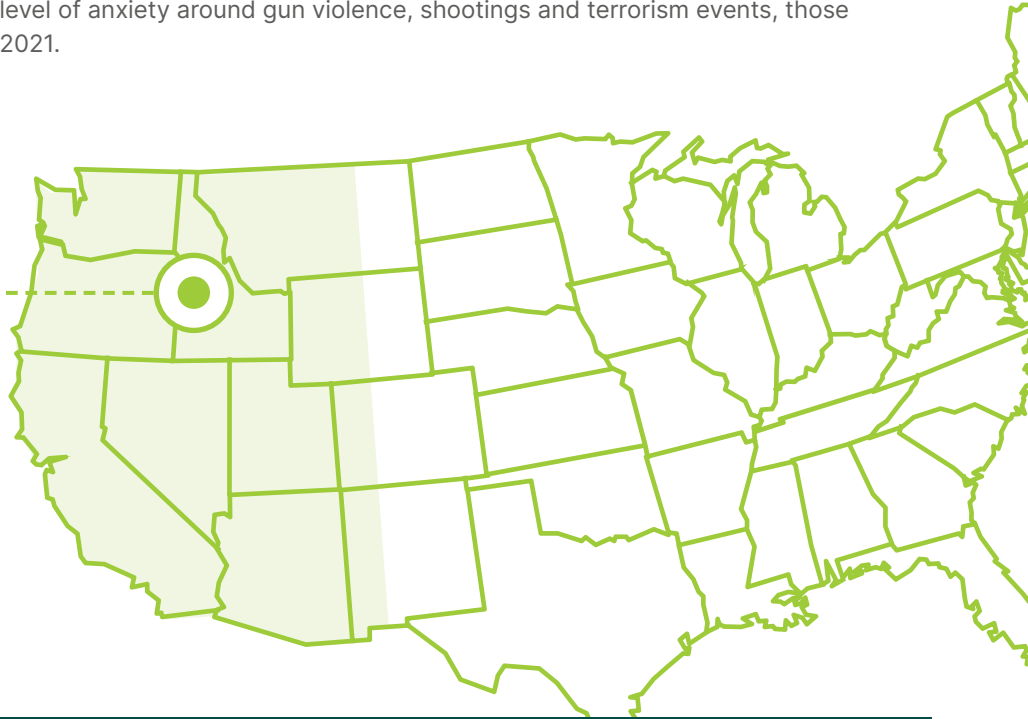 level of anxiety around gun violence, shootings and terrorism events, those
2021.